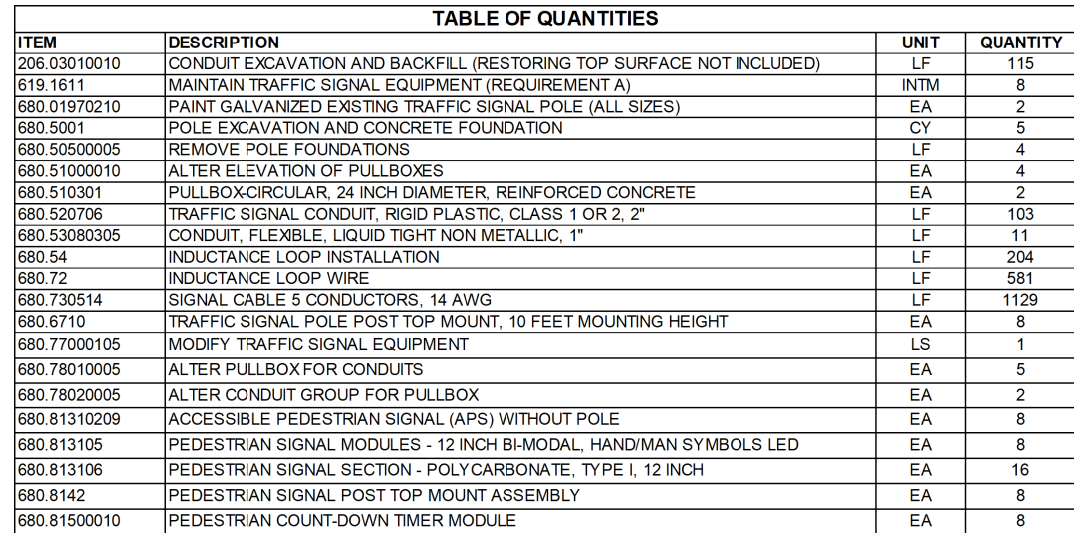 TABLE OF QUANTITIES
ITEM DESCRIPTION UNIT QUANTITY
206.03010010 CONDUIT EXCAVATION AND BACKFILL (RESTORING TOP SURFACE NOT INCLUDED) LF 115
619.1611 MAINTAIN TRAFFIC SIGNAL EQUIPMENT (REQUIREMENT A) INTM 8
680.01970210 PAINT GALVANIZED EXISTING TRAFFIC SIGNAL POLE (ALL SIZES) EA 2
680.5001 POLE EXCAVATION AND CONCRETE FOUNDATION CY 5
680.50500005 REMOVE POLE FOUNDATIONS LF 4
680.51000010 ALTER ELEVATION OF PULLBOXES EA 4
680.510301 PULLBOX-CIRCULAR, 24 INCH DIAMETER, REINFORCED CONCRETE EA 2
680.520706 TRAFFIC SIGNAL CONDUIT, RIGID PLASTIC, CLASS 1 OR 2, 2" LF 103
680.53080305 CONDUIT, FLEXIBLE, LIQUID TIGHT NON METALLIC, 1" LF 11
680.54 INDUCTANCE LOOP INSTALLATION LF 204
680.72 INDUCTANCE LOOP WIRE LF 581
680.730514 SIGNAL CABLE 5 CONDUCTORS, 14 AWG LF 1129
680.6710 TRAFFIC SIGNAL POLE POST TOP MOUNT, 10 FEET MOUNTING HEIGHT EA 8
680.77000105 MODIFY TRAFFIC SIGNAL EQUIPMENT LS 1
680.78010005 ALTER PULLBOX FOR CONDUITS EA 5
680.78020005 ALTER CONDUIT GROUP FOR PULLBOX EA 2
680.81310209 ACCESSIBLE PEDESTRIAN SIGNAL (APS) WITHOUT POLE EA 8
680.813105 PEDESTRIAN SIGNAL MODULES - 12 INCH BI-MODAL, HAND/MAN SYMBOLS LED EA 8
680.813106 PEDESTRIAN SIGNAL SECTION - POLYCARBONATE, TYPE I, 12 INCH EA 16
680.8142 PEDESTRIAN SIGNAL POST TOP MOUNT ASSEMBLY EA 8
680.81500010 PEDESTRIAN COUNT-DOWN TIMER MODULE EA 8